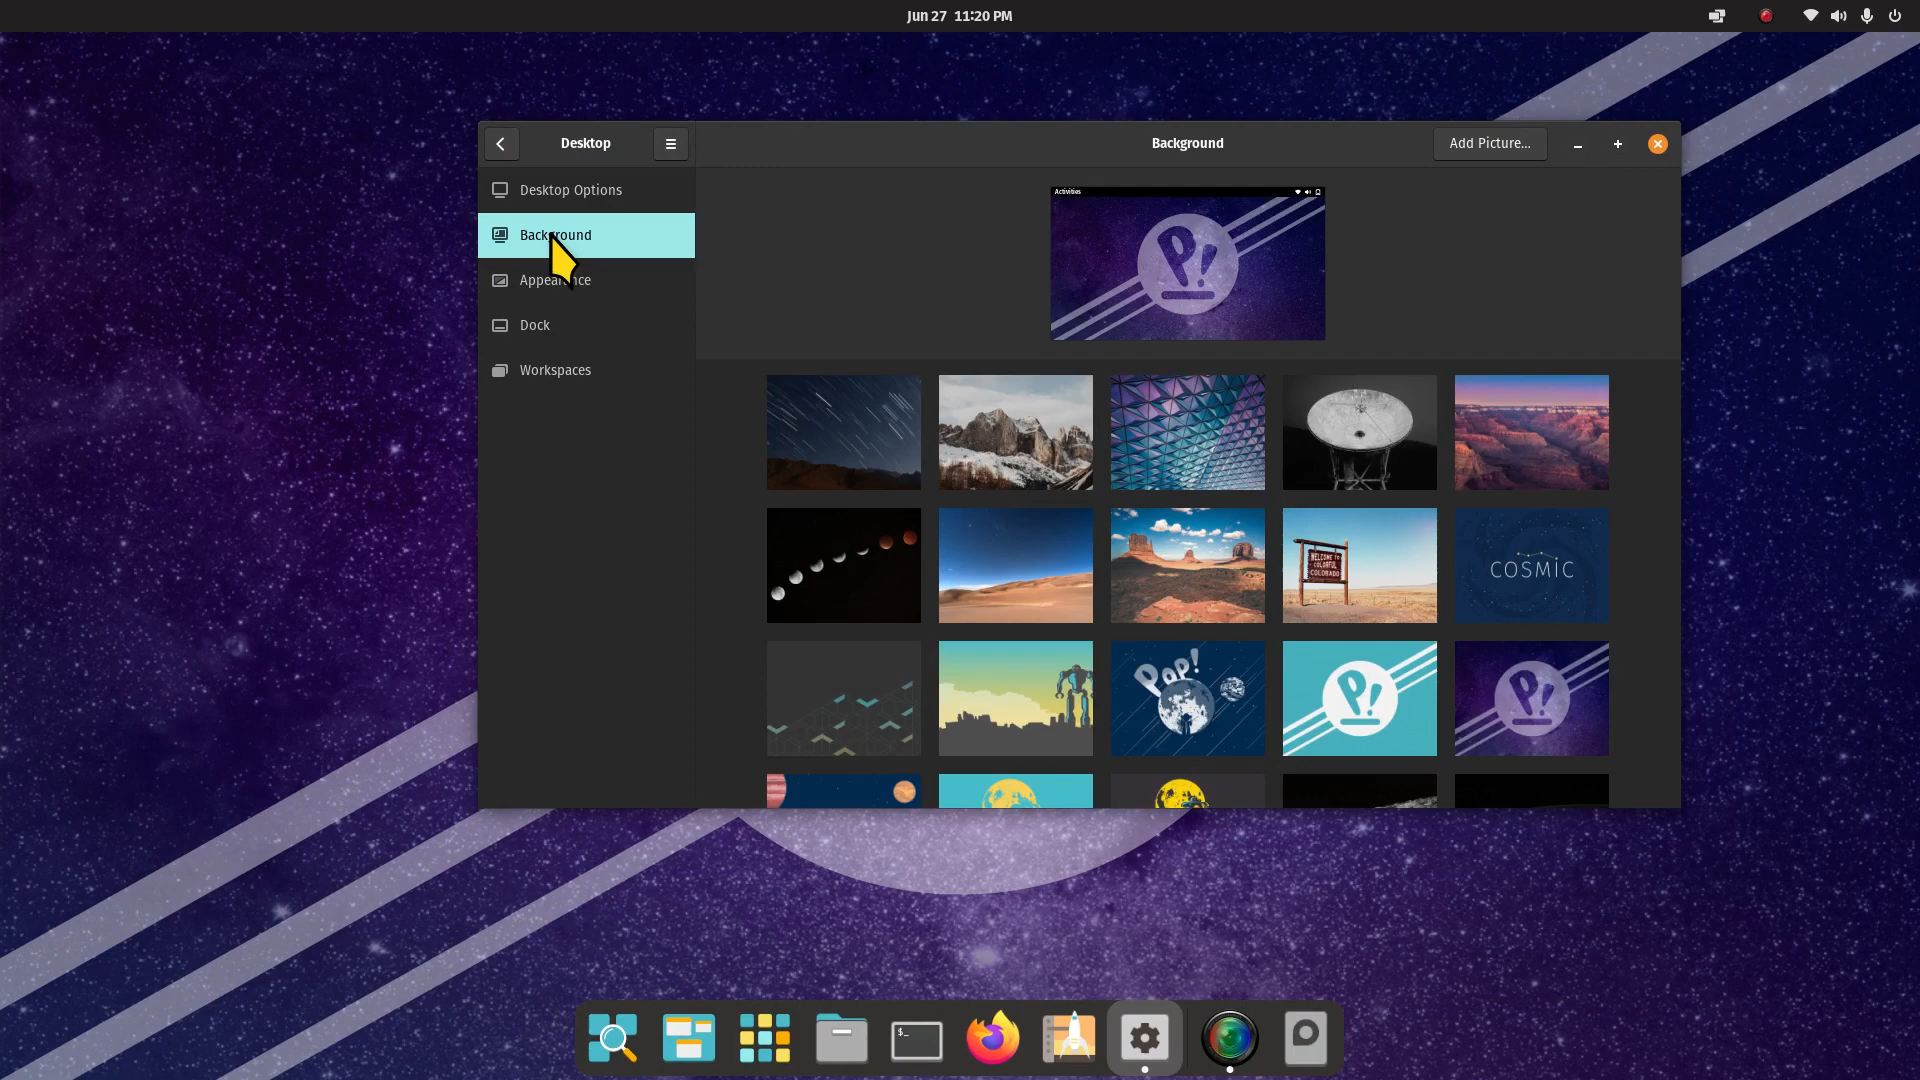 Jun 27 11:20 PM
Desktop
Background
Add Picture...
Desktop Options
Background
Appearance
Dock
Workspaces
Activities
P!
WELCOME TO
COLORFUL
COLORADO
COSMIC
POP!
P!
P!
$_